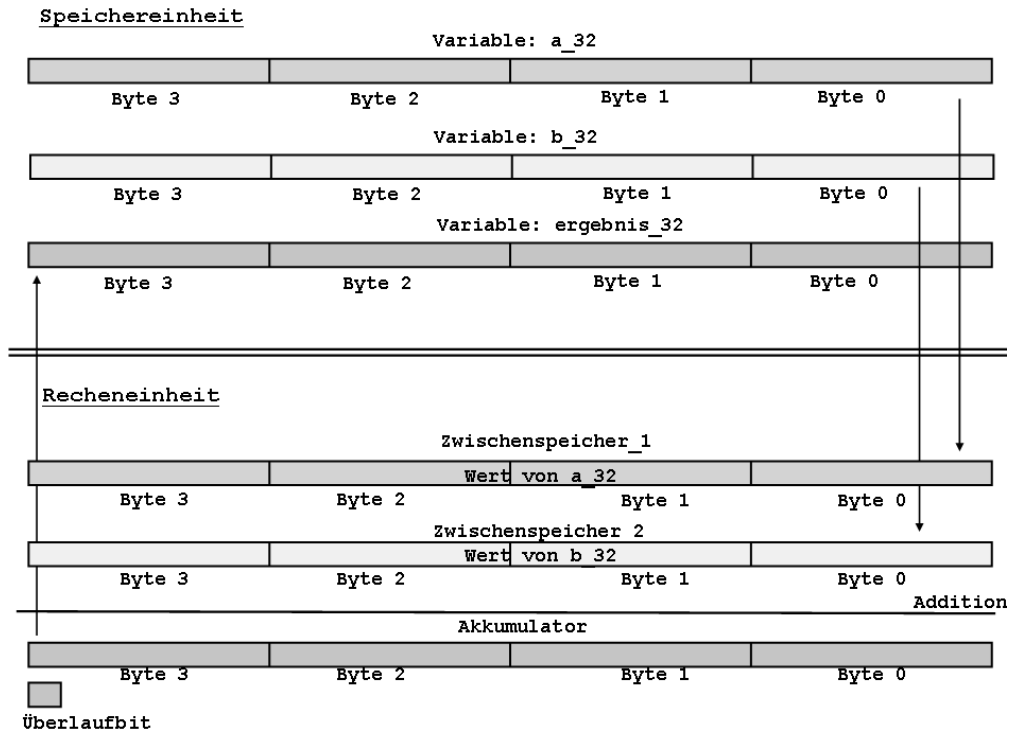 Speichereinheit
Variable: a_32
Byte 3 Byte 2 Byte 1 Byte 0
Variable: b_32
Byte 3 Byte 2 Byte 1 Byte 0
Variable: ergebnis_32
Byte 3 Byte 2 Byte 1 Byte 0
Recheneinheit
Zwischenspeicher_1
Wert von a_32
Byte 3 Byte 2 Byte 1 Byte 0
Zwischenspeicher 2
Wert von b_32
Byte 3 Byte 2 Byte 1 Byte 0
Addition
Akkumulator
Byte 3 Byte 2 Byte 1 Byte 0
Überlaufbit